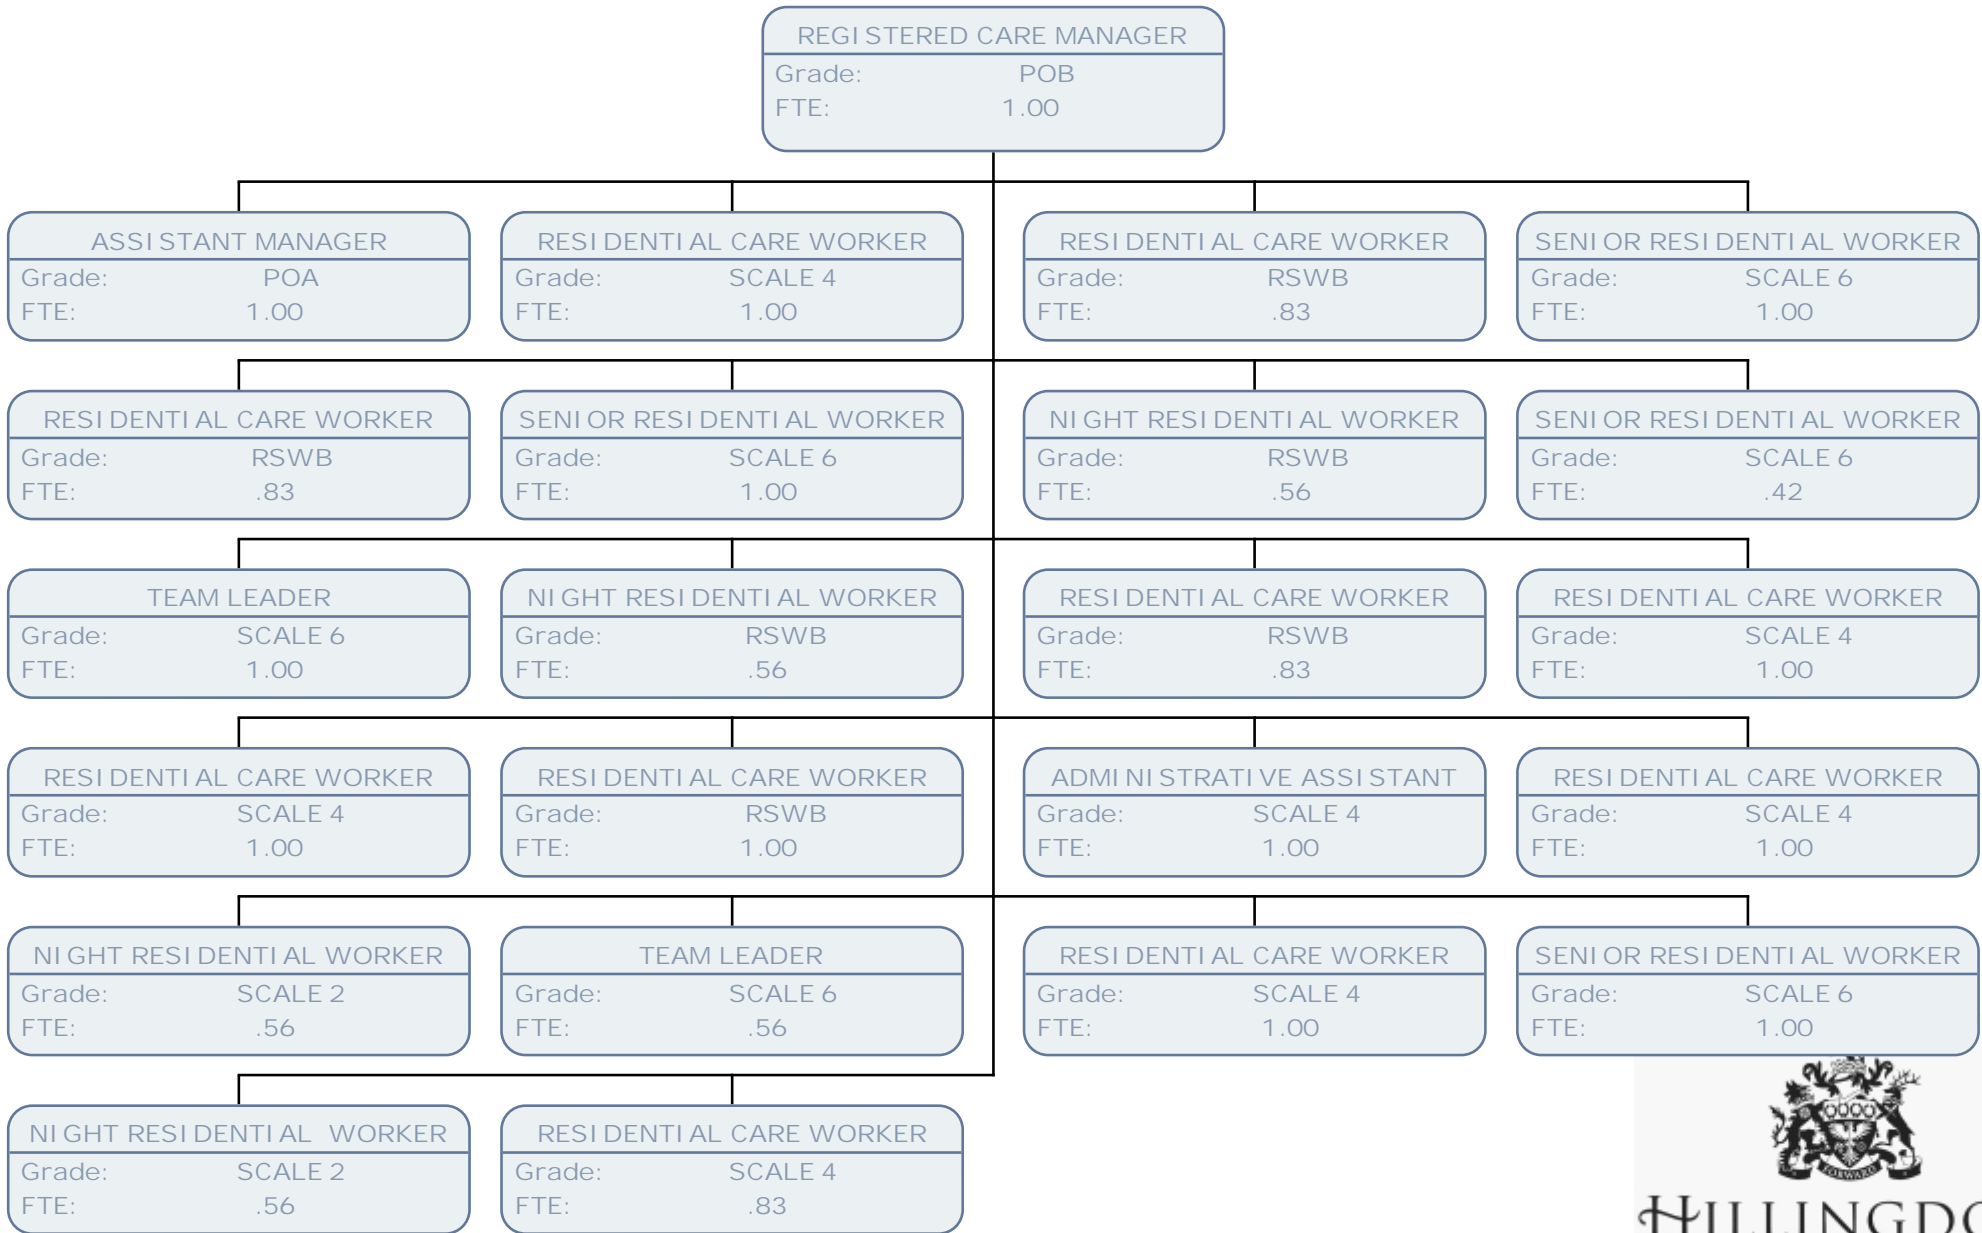 REGISTERED CARE MANAGER
Grade: POB
FTE: 1.00
ASSISTANT MANAGER
Grade: POA
FTE: 1.00
RESIDENTIAL CARE WORKER
Grade: SCALE 4
FTE: 1.00
RESIDENTIAL CARE WORKER
Grade: RSWB
FTE: .83
SENIOR RESIDENTIAL WORKER
Grade: SCALE 6
FTE: 1.00
RESIDENTIAL CARE WORKER
Grade: RSWB
FTE: .83
SENIOR RESIDENTIAL WORKER
Grade: SCALE 6
FTE: 1.00
NIGHT RESIDENTIAL WORKER
Grade: RSWB
FTE: .56
SENIOR RESIDENTIAL WORKER
Grade: SCALE 6
FTE: .42
TEAM LEADER
Grade: SCALE 6
FTE: 1.00
NIGHT RESIDENTIAL WORKER
Grade: RSWB
FTE: .56
RESIDENTIAL CARE WORKER
Grade: RSWB
FTE: .83
RESIDENTIAL CARE WORKER
Grade: SCALE 4
FTE: 1.00
RESIDENTIAL CARE WORKER
Grade: SCALE 4
FTE: 1.00
RESIDENTIAL CARE WORKER
Grade: RSWB
FTE: 1.00
ADMINISTRATIVE ASSISTANT
Grade: SCALE 4
FTE: 1.00
RESIDENTIAL CARE WORKER
Grade: SCALE 4
FTE: 1.00
NIGHT RESIDENTIAL WORKER
Grade: SCALE 2
FTE: .56
TEAM LEADER
Grade: SCALE 6
FTE: .56
RESIDENTIAL CARE WORKER
Grade: SCALE 4
FTE: 1.00
SENIOR RESIDENTIAL WORKER
Grade: SCALE 6
FTE: 1.00
NIGHT RESIDENTIAL WORKER
Grade: SCALE 2
FTE: .56
RESIDENTIAL CARE WORKER
Grade: SCALE 4
FTE: .83
FORWARD
HILLINGDO